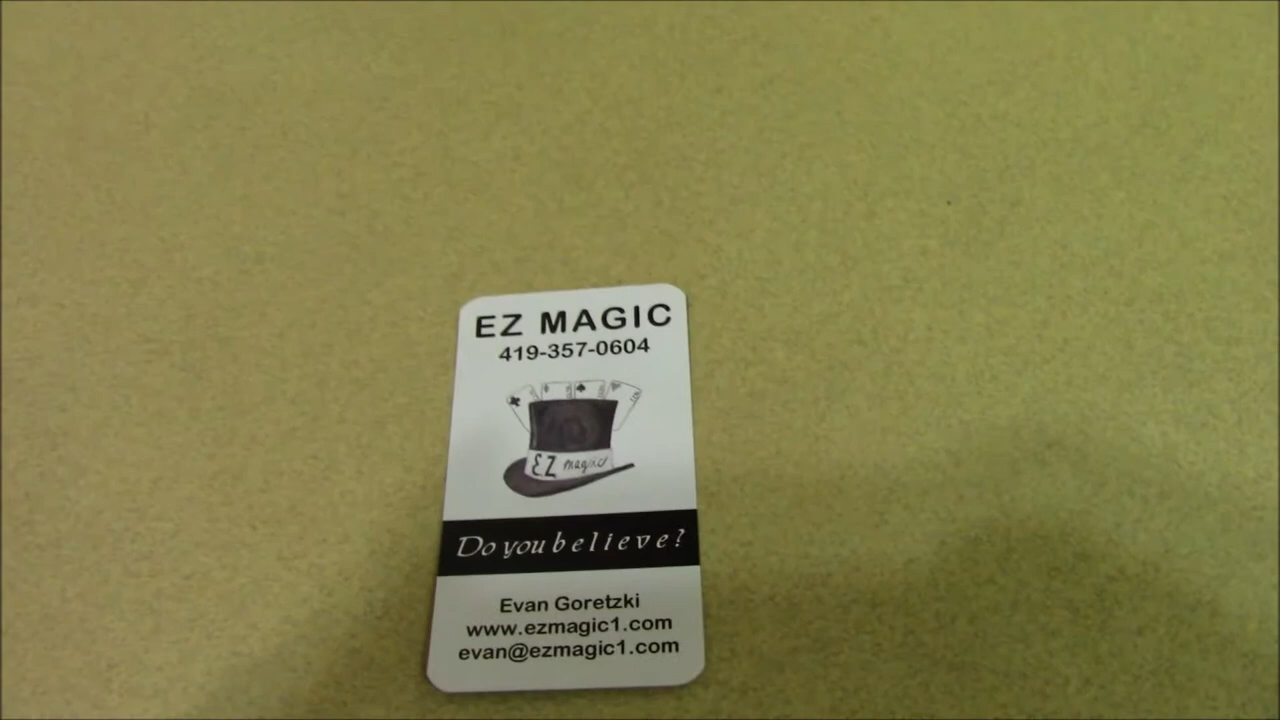 EZ MAGIC
419-357-0604
EZ magic
Do you believe?
Evan Goretzki
www.ezmagic1.com
evan@ezmagic1.com